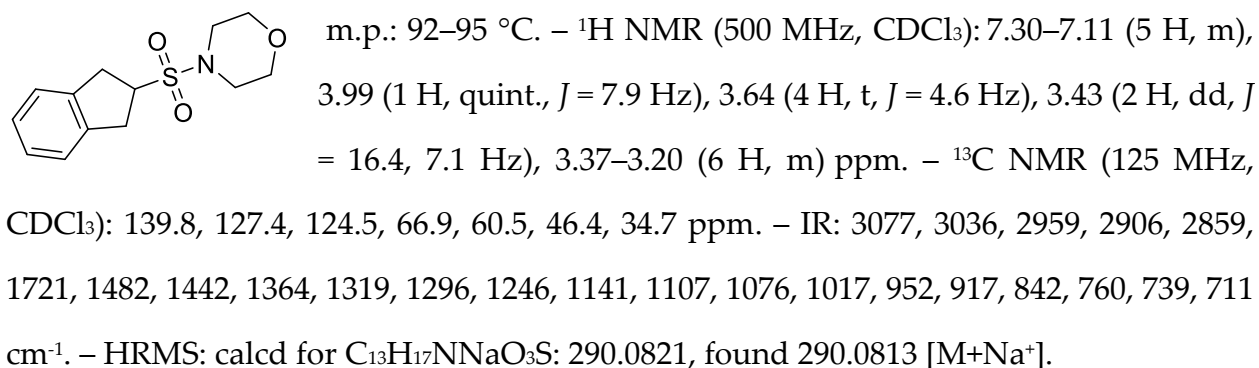 m.p.: 92–95 °C. – ¹H NMR (500 MHz, CDCl₃): 7.30–7.11 (5 H, m),
3.99 (1 H, quint., J = 7.9 Hz), 3.64 (4 H, t, J = 4.6 Hz), 3.43 (2 H, dd, J
= 16.4, 7.1 Hz), 3.37–3.20 (6 H, m) ppm. – ¹³C NMR (125 MHz,
CDCl₃): 139.8, 127.4, 124.5, 66.9, 60.5, 46.4, 34.7 ppm. – IR: 3077, 3036, 2959, 2906, 2859,
1721, 1482, 1442, 1364, 1319, 1296, 1246, 1141, 1107, 1076, 1017, 952, 917, 842, 760, 739, 711
cm⁻¹. – HRMS: calcd for C₁₃H₁₇NNaO₃S: 290.0821, found 290.0813 [M+Na⁺].
O
O
N
S
O